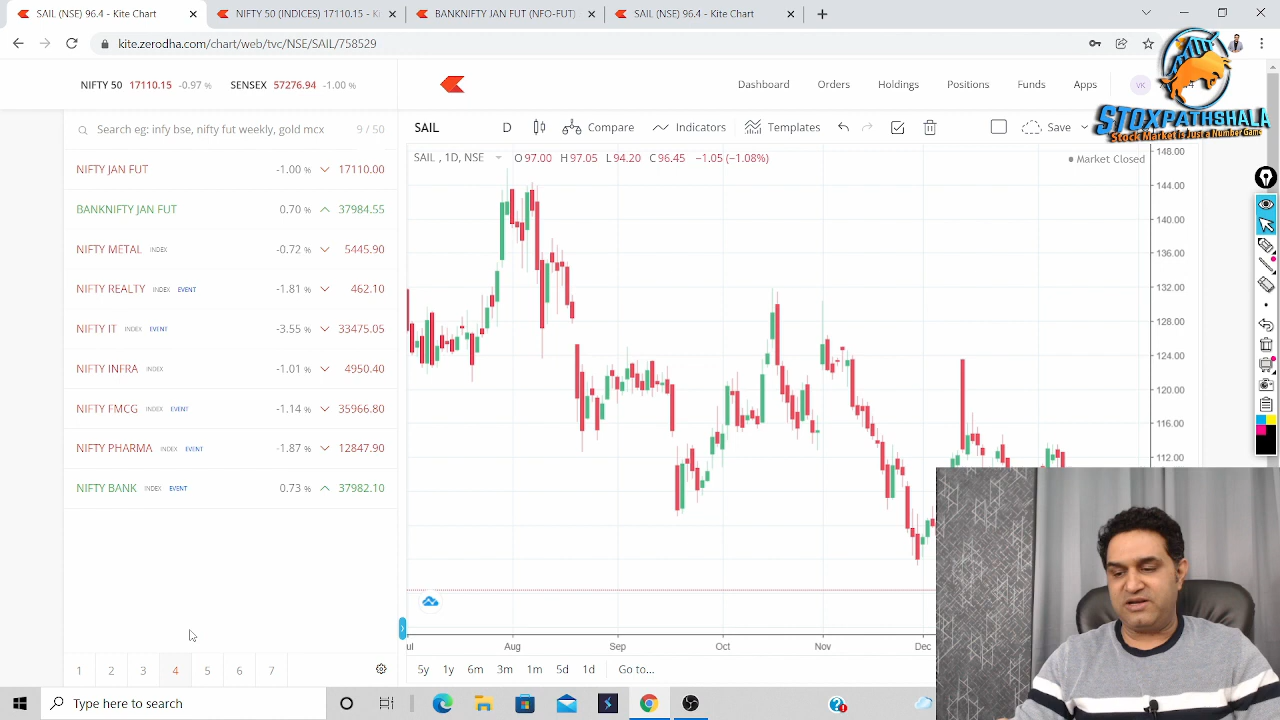 SAIL (NSE) 96.4 - Kite Chart
NIFTY 50 (INDICES) 17110.15 - Ki
BANKNIFTY JAN FUT (NFO-FUT)
SAIL (NSE) 96.4 - Kite Chart
kite.zerodha.com/chart/web/tvc/NSE/SAIL/758529
STOXPATHSHALA
Stock Market is Just a Number Game
NIFTY 50 17110.15 -0.97 % SENSEX 57276.94 -1.00 %
Dashboard Orders Holdings Positions Funds Apps VK
Search eg: infy bse, nifty fut weekly, gold mcx 9 / 50
SAIL Compare Indicators Templates Save
SAIL , 1D, NSE O 97.00 H 97.05 L 94.20 C 96.45 −1.05 (−1.08%) Market Closed
NIFTY JAN FUT -1.00 % 17110.00
BANKNIFTY JAN FUT 0.70 % 37984.55
NIFTY METAL INDEX -0.72 % 5445.90
NIFTY REALTY INDEX EVENT -1.81 % 462.10
NIFTY IT INDEX EVENT -3.55 % 33475.05
NIFTY INFRA INDEX -1.01 % 4950.40
NIFTY FMCG INDEX EVENT -1.14 % 35966.80
NIFTY PHARMA INDEX EVENT -1.87 % 12847.90
NIFTY BANK INDEX EVENT 0.73 % 37982.10
148.00
144.00
140.00
136.00
132.00
128.00
124.00
120.00
116.00
112.00
ul Aug Sep Oct Nov Dec
1 2 3 4 5 6 7
5y 1y 6m 3m 1m 5d 1d Go to...
Type here to search